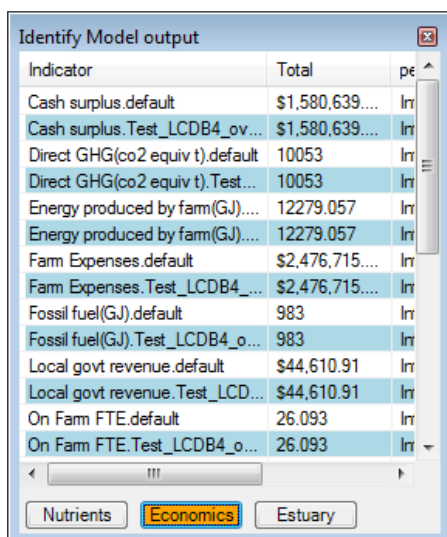 Identify Model output
Indicator Total pe
Cash surplus.default $1,580,639.... Im
Cash surplus.Test_LCDB4_ov... $1,580,639.... Im
Direct GHG(co2 equiv t).default 10053 Im
Direct GHG(co2 equiv t).Test... 10053 Im
Energy produced by farm(GJ).... 12279.057 Im
Energy produced by farm(GJ).... 12279.057 Im
Farm Expenses.default $2,476,715.... Im
Farm Expenses.Test_LCDB4_... $2,476,715.... Im
Fossil fuel(GJ).default 983 Im
Fossil fuel(GJ).Test_LCDB4_o... 983 Im
Local govt revenue.default $44,610.91 Im
Local govt revenue.Test_LCD... $44,610.91 Im
On Farm FTE.default 26.093 Im
On Farm FTE.Test_LCDB4_o... 26.093 Im
Nutrients Economics Estuary